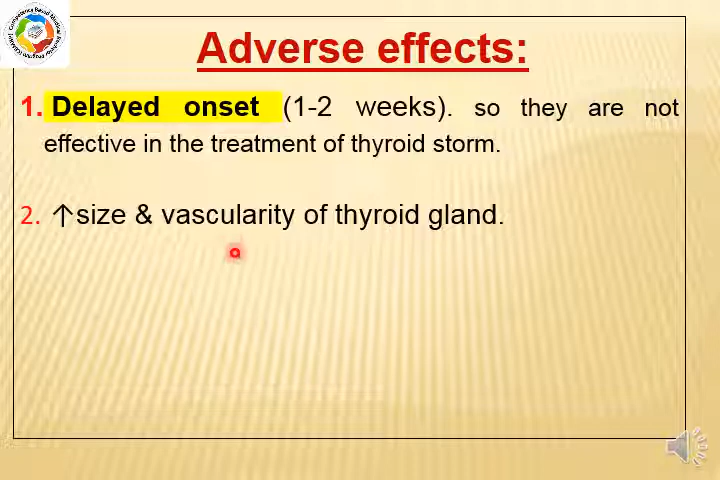 Adverse effects:
1. Delayed onset (1-2 weeks). so they are not
effective in the treatment of thyroid storm.
2. ↑size & vascularity of thyroid gland.